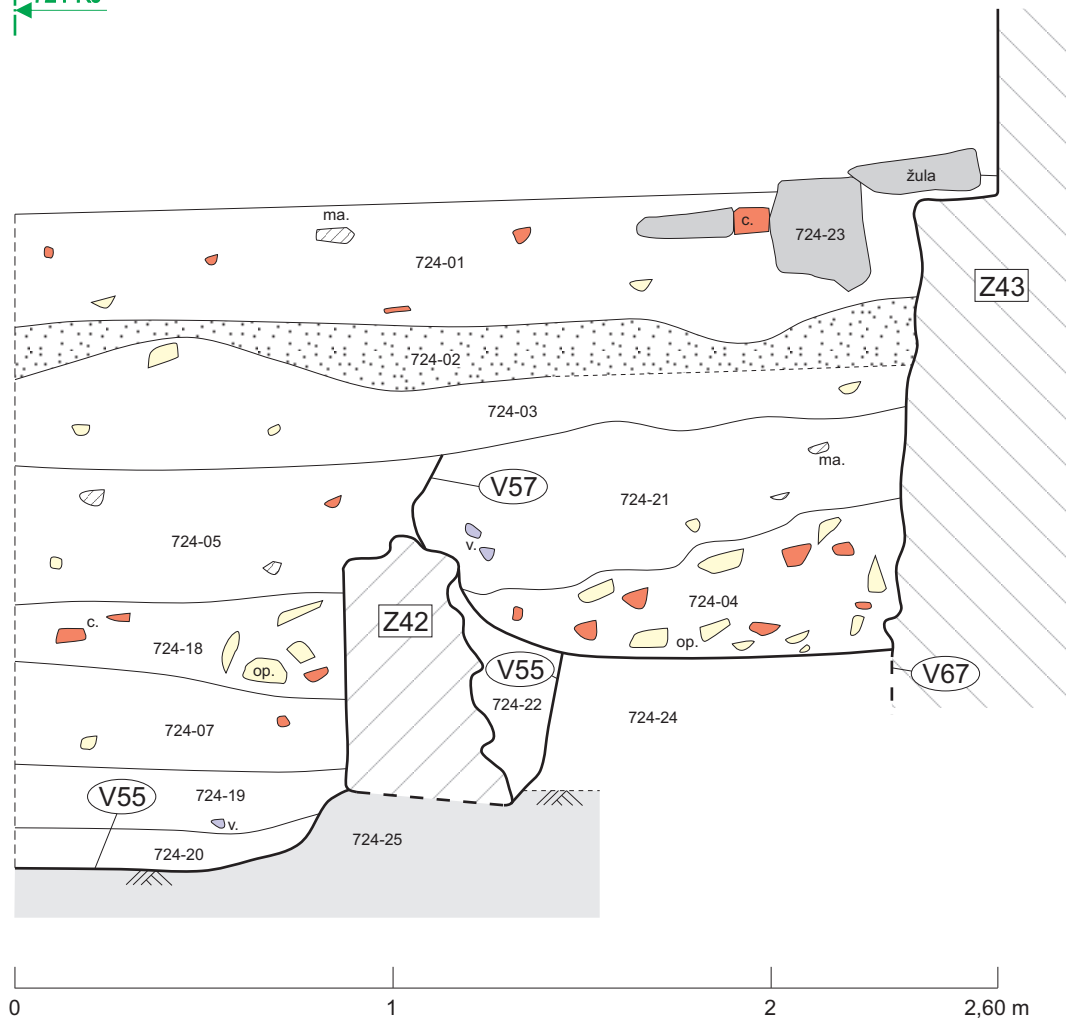 žula
ma.
c.
724-23
724-01
Z43
724-02
724-03
ma.
V57
724-21
v.
724-05
724-04
Z42
c.
724-18
op.
op.
V55
V67
724-22
724-24
724-07
V55
724-19
v.
724-25
724-20
0
1
2
2,60 m